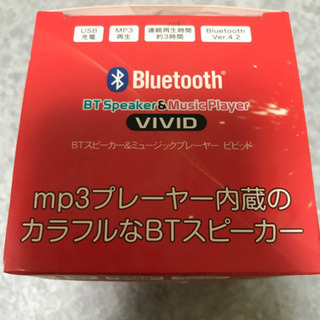 USB
充電
MP3
再生
連続再生時間
約3時間
Bluetooth
Ver.4.2
Bluetooth
BT Speaker&Music Player
VIVID
BTスピーカー&ミュージックプレーヤー ビビッド
mp3プレーヤー内蔵の
カラフルなBTスピーカー